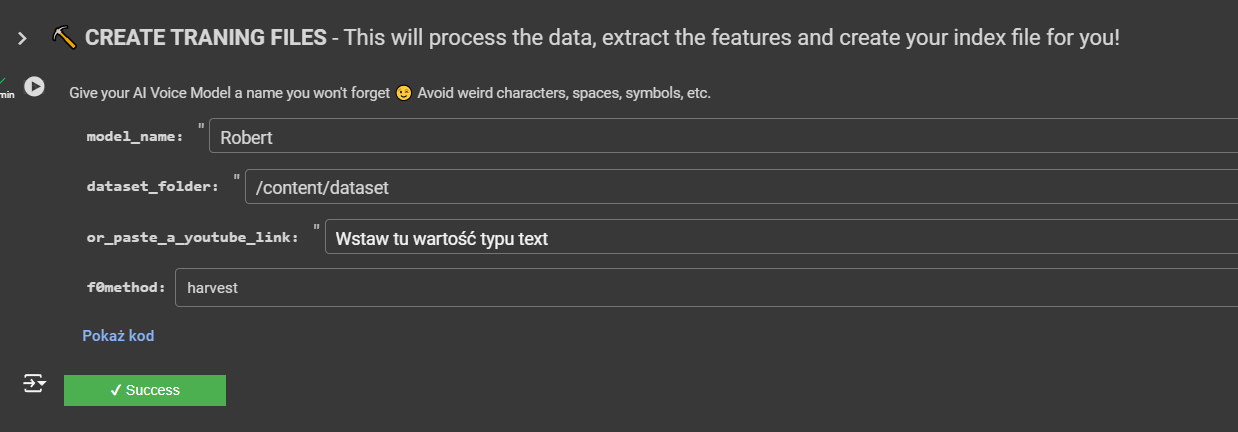 CREATE TRANING FILES - This will process the data, extract the features and create your index file for you!
min
Give your AI Voice Model a name you won't forget 😉 Avoid weird characters, spaces, symbols, etc.
model_name: " Robert
dataset_folder: " /content/dataset
or_paste_a_youtube_link: " Wstaw tu wartość typu text
f0method: harvest
Pokaż kod
✓ Success